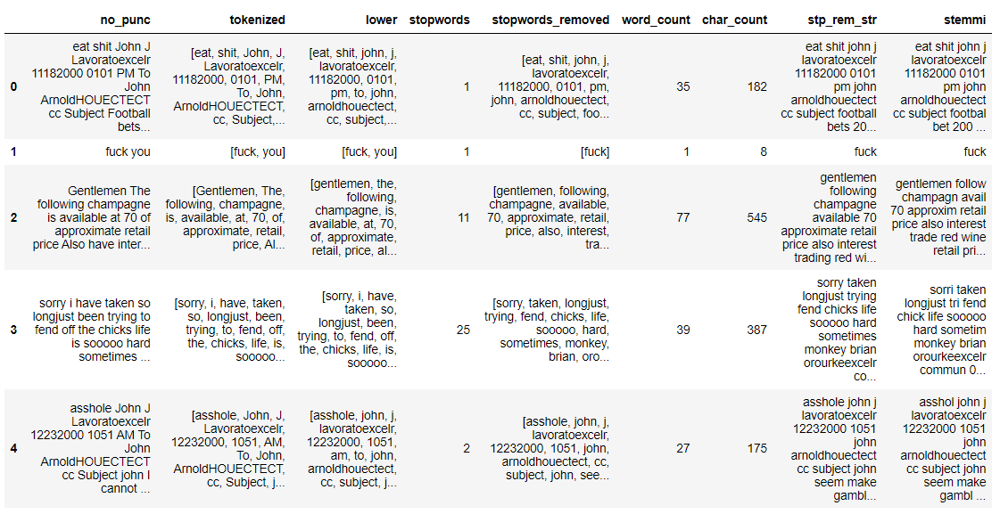 no_punc tokenized lower stopwords stopwords_removed word_count char_count stp_rem_str stemmi
0
eat shit John J
Lavoratoexcelr
11182000 0101 PM To
John
ArnoldHOUECTECT
cc Subject Football
bets...
[eat, shit, John, J,
Lavoratoexcelr,
11182000, 0101, PM,
To, John,
ArnoldHOUECTECT,
cc, Subject,...
[eat, shit, john, j,
lavoratoexcelr,
11182000, 0101,
pm, to, john,
arnoldhouectect,
cc, subject,...
1
[eat, shit, john, j,
lavoratoexcelr,
11182000, 0101, pm,
john, arnoldhouectect,
cc, subject, foo...
35
182
eat shit john j
lavoratoexcelr
11182000 0101
pm john
arnoldhouectect
cc subject football
bets 20...
eat shit john j
lavoratoexcelr
11182000 0101
pm john
arnoldhouectect
cc subject footbal
bet 200 ...
1
fuck you
[fuck, you]
[fuck, you]
1
[fuck]
1
8
fuck
fuck
2
Gentlemen The
following champagne
is available at 70 of
approximate retail
price Also have inter...
[Gentlemen, The,
following, champagne,
is, available, at, 70, of,
approximate, retail,
price, Al...
[gentlemen, the,
following,
champagne, is,
available, at, 70,
of, approximate,
retail, price, al...
11
[gentlemen, following,
champagne, available,
70, approximate, retail,
price, also, interest,
tra...
77
545
gentlemen
following
champagne
available 70
approximate retail
price also interest
trading red wi...
gentlemen follow
champagn avail
70 approxim retail
price also interest
trade red wine
retail pri...
3
sorry i have taken so
longjust been trying to
fend off the chicks life
is sooooo hard
sometimes ...
[sorry, i, have, taken,
so, longjust, been,
trying, to, fend, off,
the, chicks, life, is,
sooooo...
[sorry, i, have,
taken, so,
longjust, been,
trying, to, fend, off,
the, chicks, life, is,
sooooo...
25
[sorry, taken, longjust,
trying, fend, chicks, life,
sooooo, hard,
sometimes, monkey,
brian, oro...
39
387
sorry taken
longjust trying
fend chicks life
sooooo hard
sometimes
monkey brian
orourkeexcelr
co...
sorri taken
longjust tri fend
chick life sooooo
hard sometim
monkey brian
orourkeexcelr
commun 0...
4
asshole John J
Lavoratoexcelr
12232000 1051 AM To
John
ArnoldHOUECTECT
cc Subject john I
cannot ...
[asshole, John, J,
Lavoratoexcelr,
12232000, 1051, AM,
To, John,
ArnoldHOUECTECT,
cc, Subject, j...
[asshole, john, j,
lavoratoexcelr,
12232000, 1051,
am, to, john,
arnoldhouectect,
cc, subject, j...
2
[asshole, john, j,
lavoratoexcelr,
12232000, 1051, john,
arnoldhouectect, cc,
subject, john, see...
27
175
asshole john j
lavoratoexcelr
12232000 1051
john
arnoldhouectect
cc subject john
seem make
gambl...
asshol john j
lavoratoexcelr
12232000 1051
john
arnoldhouectect
cc subject john
seem make
gambl ...